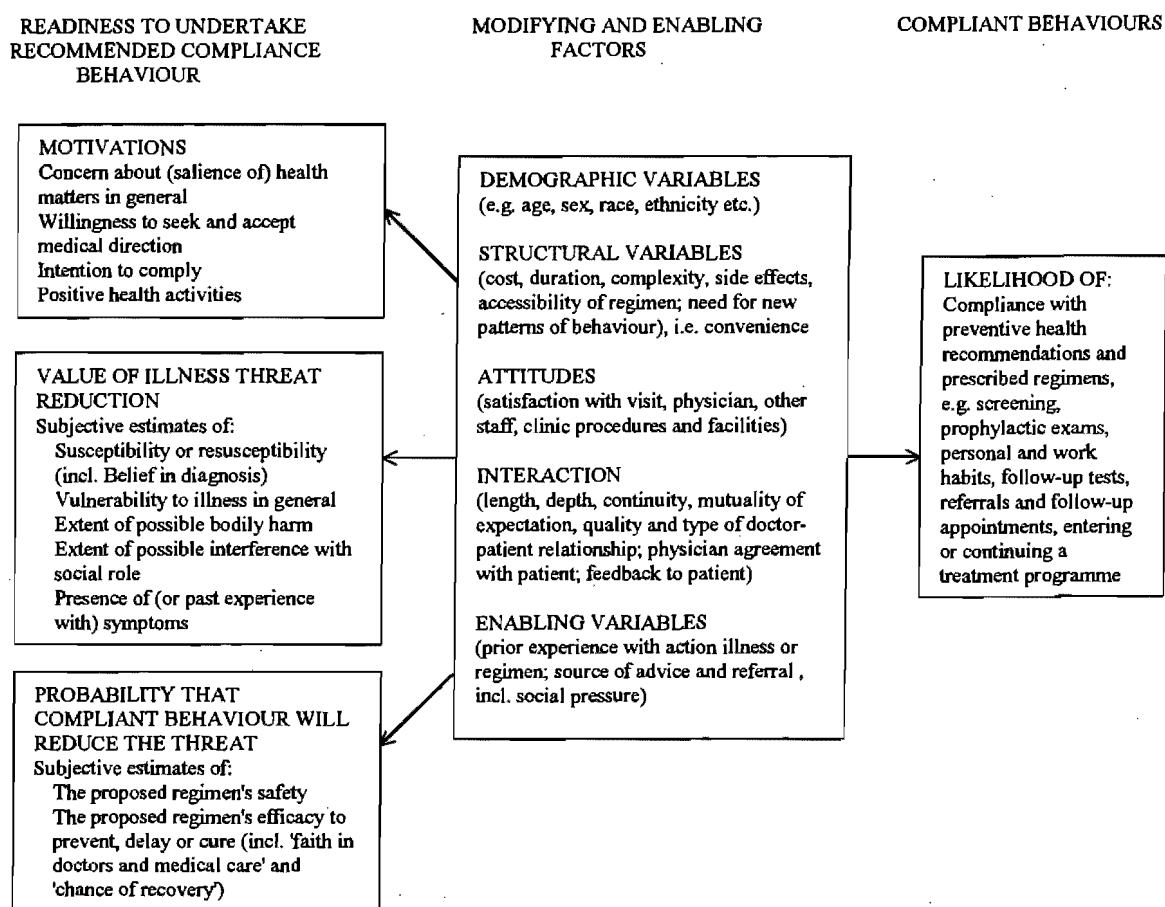 READINESS TO UNDERTAKE
RECOMMENDED COMPLIANCE
BEHAVIOUR
MODIFYING AND ENABLING
FACTORS
COMPLIANT BEHAVIOURS
MOTIVATIONS
Concern about (salience of) health
matters in general
Willingness to seek and accept
medical direction
Intention to comply
Positive health activities
VALUE OF ILLNESS THREAT
REDUCTION
Subjective estimates of:
Susceptibility or resusceptibility
(incl. Belief in diagnosis)
Vulnerability to illness in general
Extent of possible bodily harm
Extent of possible interference with
social role
Presence of (or past experience
with) symptoms
PROBABILITY THAT
COMPLIANT BEHAVIOUR WILL
REDUCE THE THREAT
Subjective estimates of:
The proposed regimen's safety
The proposed regimen's efficacy to
prevent, delay or cure (incl. 'faith in
doctors and medical care' and
'chance of recovery')
DEMOGRAPHIC VARIABLES
(e.g. age, sex, race, ethnicity etc.)
STRUCTURAL VARIABLES
(cost, duration, complexity, side effects,
accessibility of regimen; need for new
patterns of behaviour), i.e. convenience
ATTITUDES
(satisfaction with visit, physician, other
staff, clinic procedures and facilities)
INTERACTION
(length, depth, continuity, mutuality of
expectation, quality and type of doctor-
patient relationship; physician agreement
with patient; feedback to patient)
ENABLING VARIABLES
(prior experience with action illness or
regimen; source of advice and referral ,
incl. social pressure)
LIKELIHOOD OF:
Compliance with
preventive health
recommendations and
prescribed regimens,
e.g. screening,
prophylactic exams,
personal and work
habits, follow-up tests,
referrals and follow-up
appointments, entering
or continuing a
treatment programme